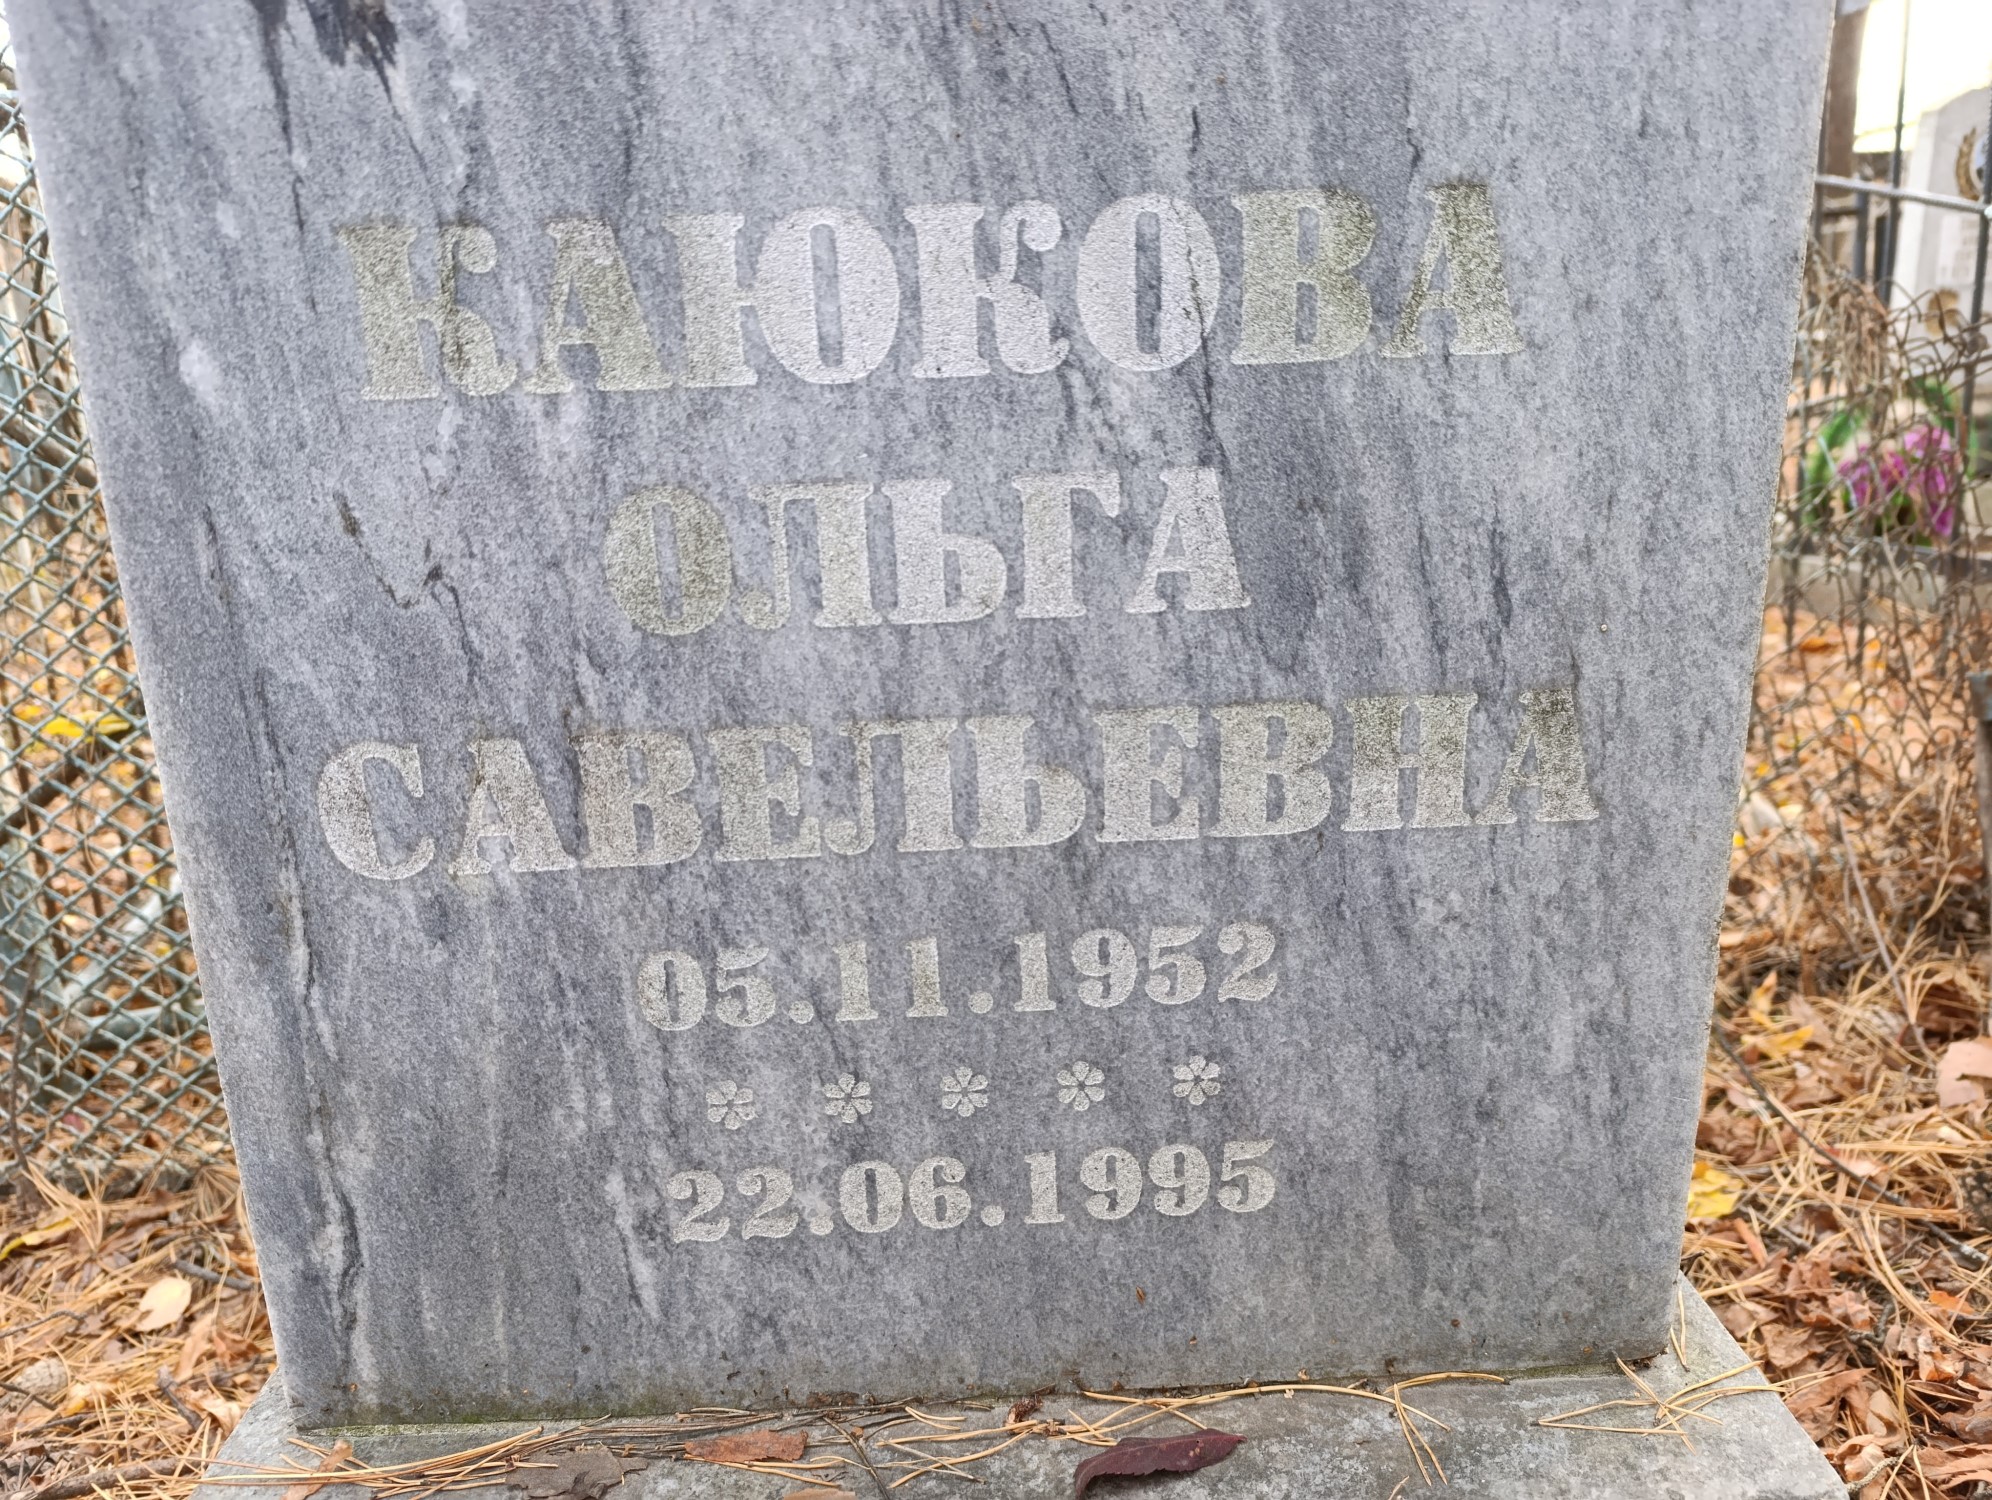 КАЮКОВА
ОЛЬГА
САВЕЛЬЕВНА
05.11.1952
* * * * *
22.06.1995